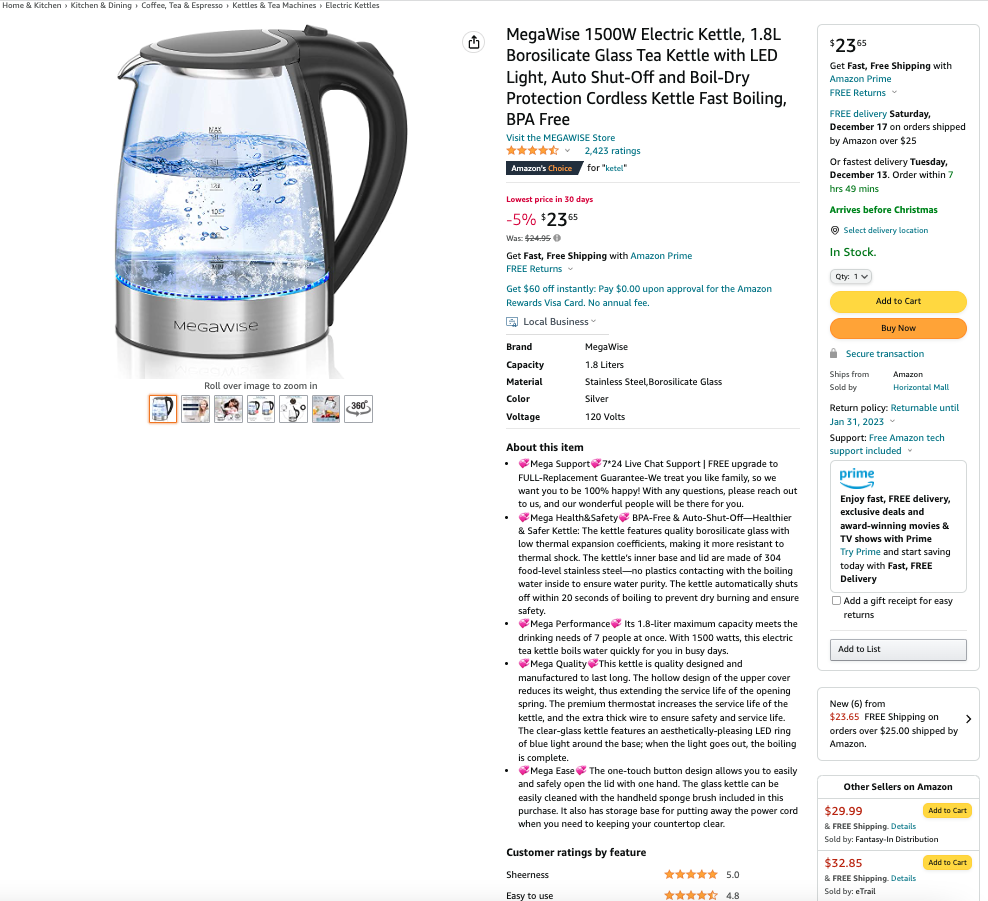 Home & Kitchen › Kitchen & Dining › Coffee, Tea & Espresso › Kettles & Tea Machines › Electric Kettles
MAX
MEGAWISE
Roll over image to zoom in
360°
MegaWise 1500W Electric Kettle, 1.8L
Borosilicate Glass Tea Kettle with LED
Light, Auto Shut-Off and Boil-Dry
Protection Cordless Kettle Fast Boiling,
BPA Free
Visit the MEGAWISE Store
2,423 ratings
Amazon's Choice for "ketel"
Lowest price in 30 days
-5% $23 65
Was: $24.95
Get Fast, Free Shipping with Amazon Prime
FREE Returns
Get $60 off instantly: Pay $0.00 upon approval for the Amazon
Rewards Visa Card. No annual fee.
Local Business
Brand MegaWise
Capacity 1.8 Liters
Material Stainless Steel,Borosilicate Glass
Color Silver
Voltage 120 Volts
About this item
• 💞Mega Support💞7*24 Live Chat Support | FREE upgrade to
FULL-Replacement Guarantee-We treat you like family, so we
want you to be 100% happy! With any questions, please reach out
to us, and our wonderful people will be there for you.
• 💞Mega Health&Safety💞 BPA-Free & Auto-Shut-Off—Healthier
& Safer Kettle: The kettle features quality borosilicate glass with
low thermal expansion coefficients, making it more resistant to
thermal shock. The kettle's inner base and lid are made of 304
food-level stainless steel—no plastics contacting with the boiling
water inside to ensure water purity. The kettle automatically shuts
off within 20 seconds of boiling to prevent dry burning and ensure
safety.
• 💞Mega Performance💞 Its 1.8-liter maximum capacity meets the
drinking needs of 7 people at once. With 1500 watts, this electric
tea kettle boils water quickly for you in busy days.
• 💞Mega Quality💞This kettle is quality designed and
manufactured to last long. The hollow design of the upper cover
reduces its weight, thus extending the service life of the opening
spring. The premium thermostat increases the service life of the
kettle, and the extra thick wire to ensure safety and service life.
The clear-glass kettle features an aesthetically-pleasing LED ring
of blue light around the base; when the light goes out, the boiling
is complete.
• 💞Mega Ease💞 The one-touch button design allows you to easily
and safely open the lid with one hand. The glass kettle can be
easily cleaned with the handheld sponge brush included in this
purchase. It also has storage base for putting away the power cord
when you need to keeping your countertop clear.
Customer ratings by feature
Sheerness 5.0
Easy to use 4.8
$23 65
Get Fast, Free Shipping with
Amazon Prime
FREE Returns
FREE delivery Saturday,
December 17 on orders shipped
by Amazon over $25
Or fastest delivery Tuesday,
December 13. Order within 7
hrs 49 mins
Arrives before Christmas
Select delivery location
In Stock.
Qty: 1
Add to Cart
Buy Now
Secure transaction
Ships from Amazon
Sold by Horizontal Mall
Return policy: Returnable until
Jan 31, 2023
Support: Free Amazon tech
support included
prime
Enjoy fast, FREE delivery,
exclusive deals and
award-winning movies &
TV shows with Prime
Try Prime and start saving
today with Fast, FREE
Delivery
Add a gift receipt for easy
returns
Add to List
New (6) from
$23.65 FREE Shipping on
orders over $25.00 shipped by
Amazon.
Other Sellers on Amazon
$29.99 Add to Cart
& FREE Shipping. Details
Sold by: Fantasy-In Distribution
$32.85 Add to Cart
& FREE Shipping. Details
Sold by: eTrail